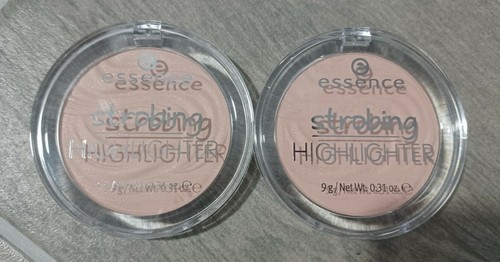 essence
strobing
HIGHLIGHTER
9 g/ Net Wt. 0.31 oz. ℮
essence
strobing
HIGHLIGHTER
9 g/ Net Wt. 0.31 oz. ℮